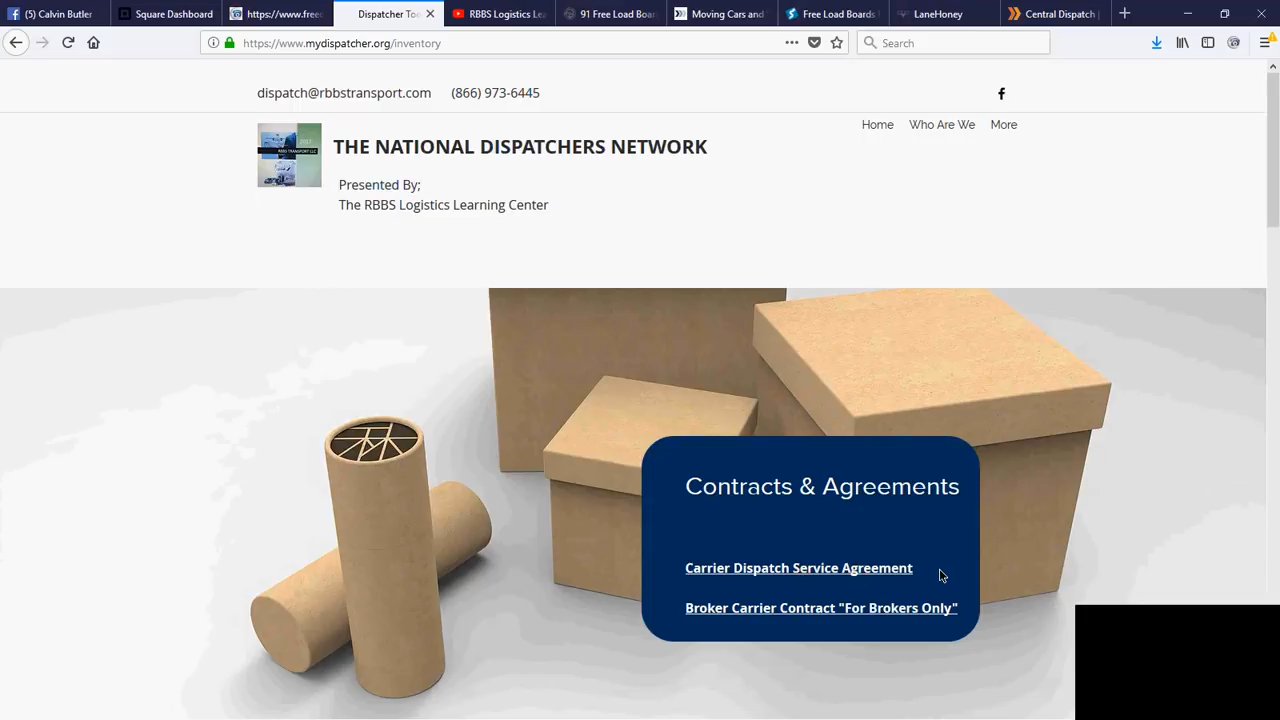 (5) Calvin Butler
Square Dashboard
https://www.freed
Dispatcher Too
RBBS Logistics Lea
91 Free Load Boar
Moving Cars and
Free Load Boards
LaneHoney
Central Dispatch |
https://www.mydispatcher.org/inventory
Search
dispatch@rbbstransport.com (866) 973-6445
Home Who Are We More
THE NATIONAL DISPATCHERS NETWORK
Presented By;
The RBBS Logistics Learning Center
Contracts & Agreements
Carrier Dispatch Service Agreement
Broker Carrier Contract "For Brokers Only"